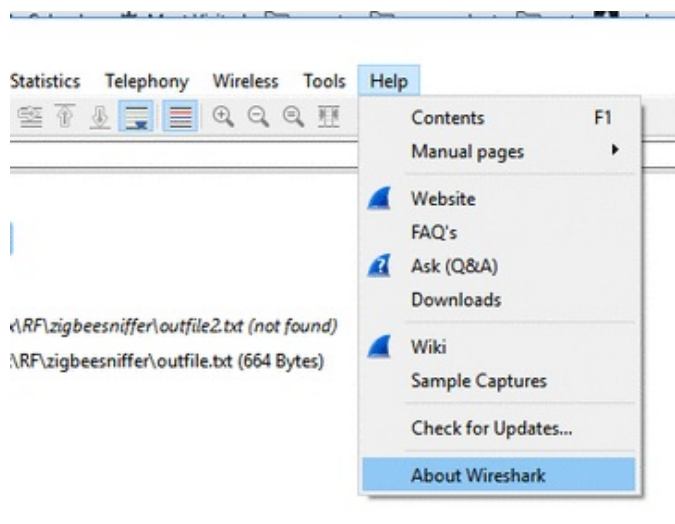 Statistics Telephony Wireless Tools Help
Contents F1
Manual pages
Website
FAQ's
Ask (Q&A)
Downloads
Wiki
Sample Captures
Check for Updates...
About Wireshark
\RF\zigbeesniffer\outfile2.txt (not found)
\RF\zigbeesniffer\outfile.txt (664 Bytes)